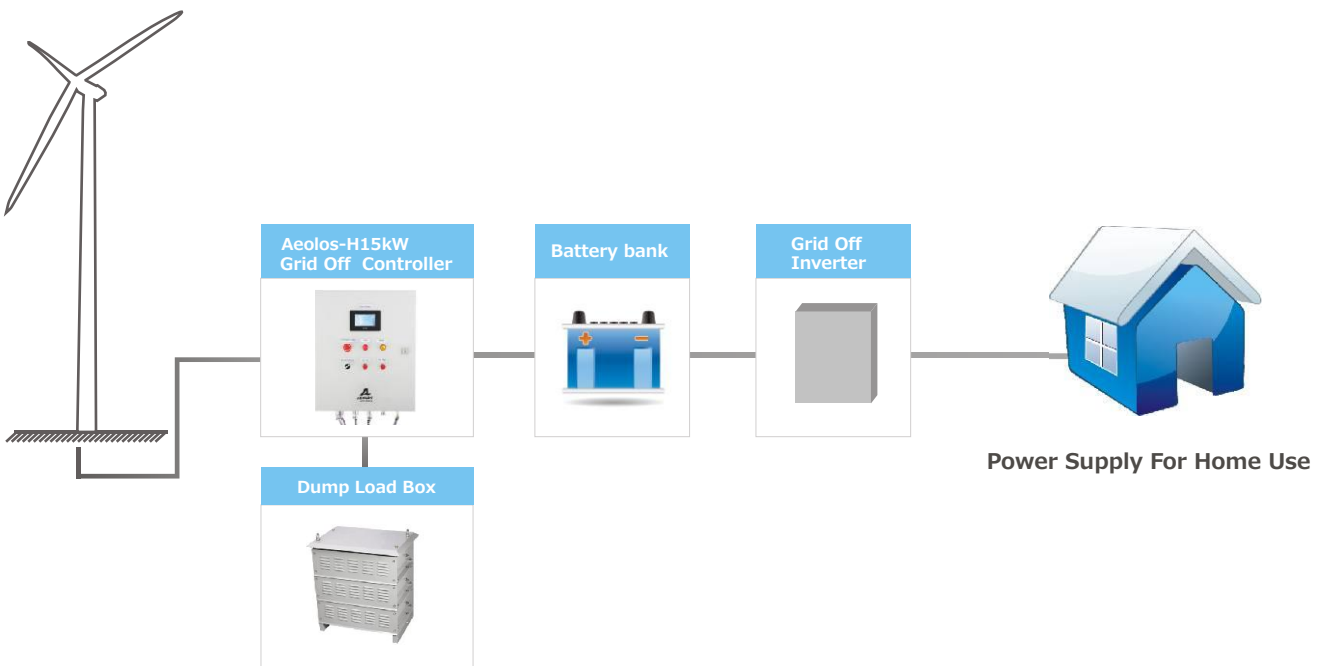 Aeolos-H15kW
Grid Off Controller
Battery bank
Grid Off
Inverter
Power Supply For Home Use
Dump Load Box